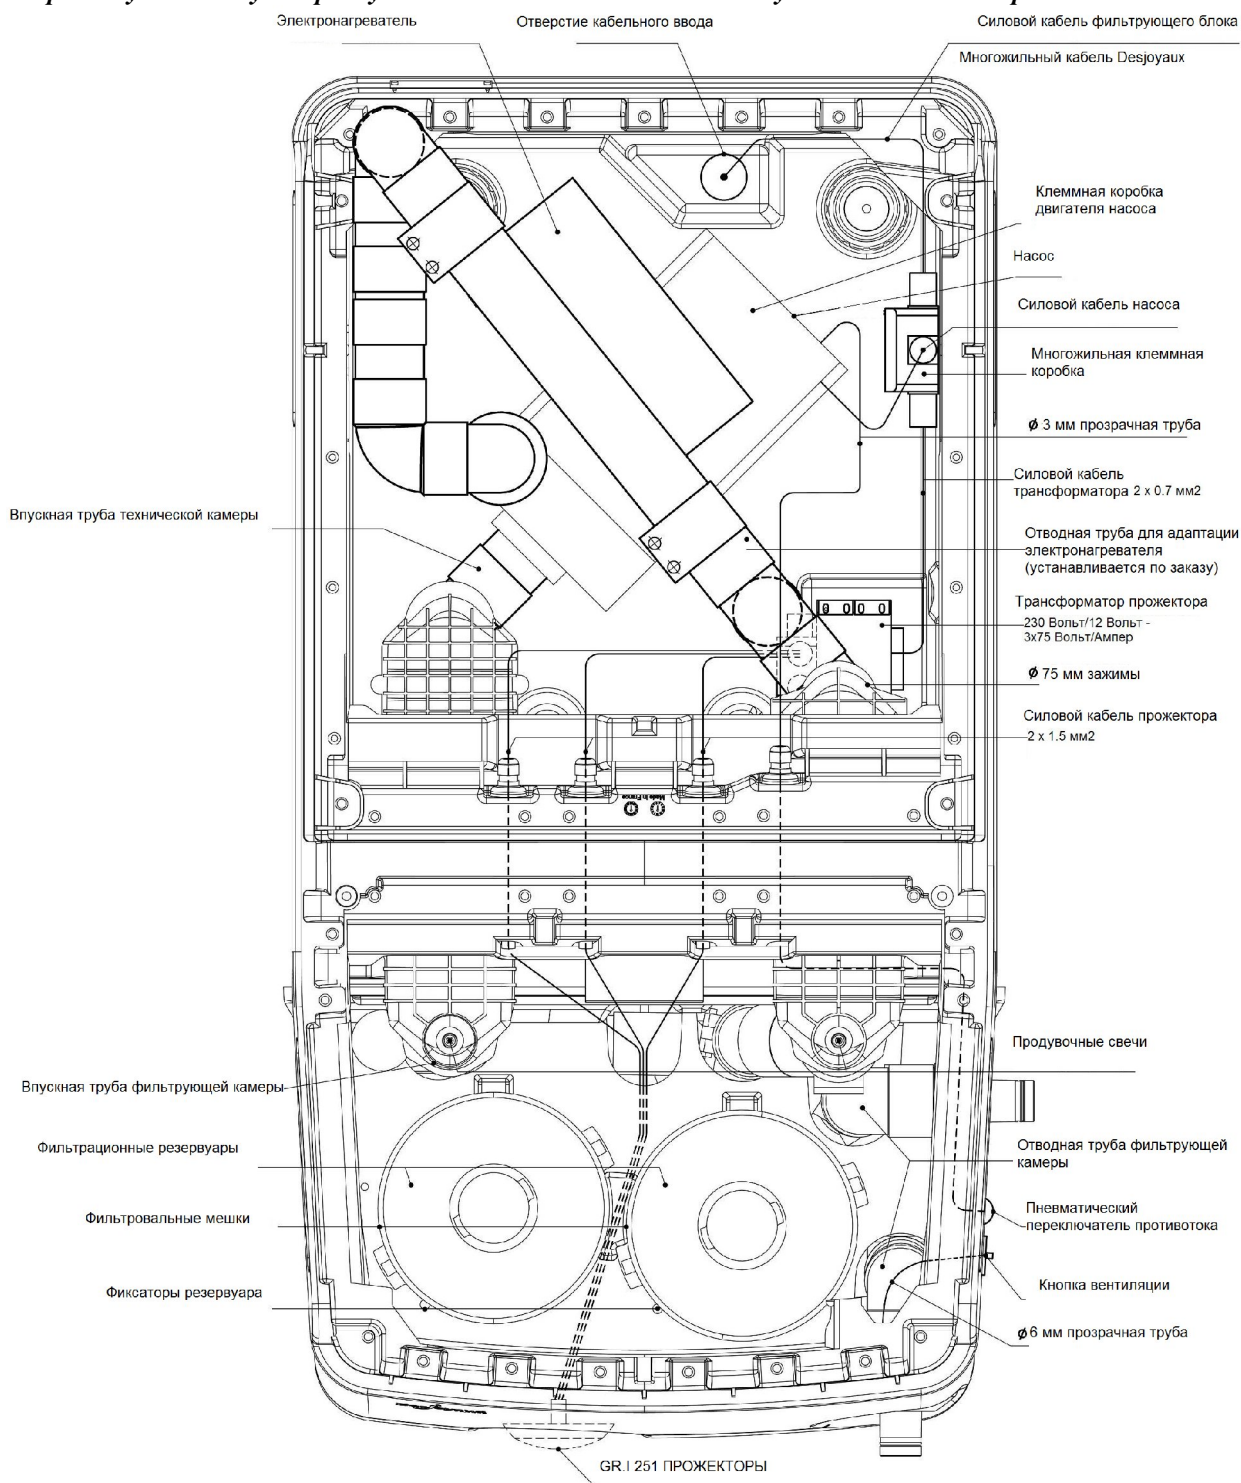 Электронагреватель
Отверстие кабельного ввода
Силовой кабель фильтрующего блока
Многожильный кабель Desjoyaux
Клеммная коробка
двигателя насоса
Насос
Силовой кабель насоса
Многожильная клеммная
коробка
ø 3 мм прозрачная труба
Силовой кабель
трансформатора 2 x 0.7 мм2
Впускная труба технической камеры
Отводная труба для адаптации
электронагревателя
(устанавливается по заказу)
Трансформатор прожектора
230 Вольт/12 Вольт -
3x75 Вольт/Ампер
ø 75 мм зажимы
Силовой кабель прожектора
2 x 1.5 мм2
Made in France
Продувочные свечи
Впускная труба фильтрующей камеры
Фильтрационные резервуары
Отводная труба фильтрующей
камеры
Фильтровальные мешки
Пневматический
переключатель противотока
Кнопка вентиляции
Фиксаторы резервуара
ø 6 мм прозрачная труба
GR.I 251 ПРОЖЕКТОРЫ